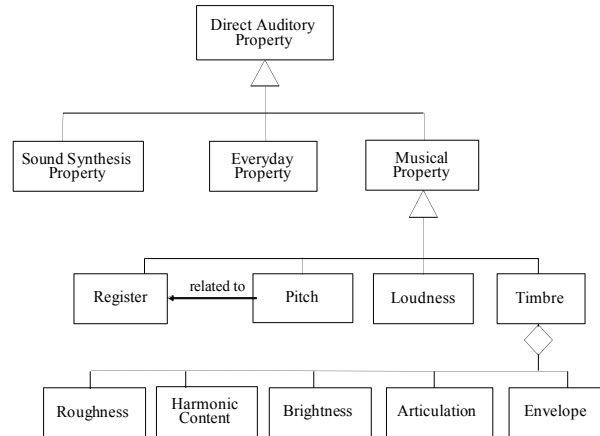 Direct Auditory
Property
Sound Synthesis
Property
Everyday
Property
Musical
Property
Register
related to
Pitch
Loudness
Timbre
Roughness
Harmonic
Content
Brightness
Articulation
Envelope